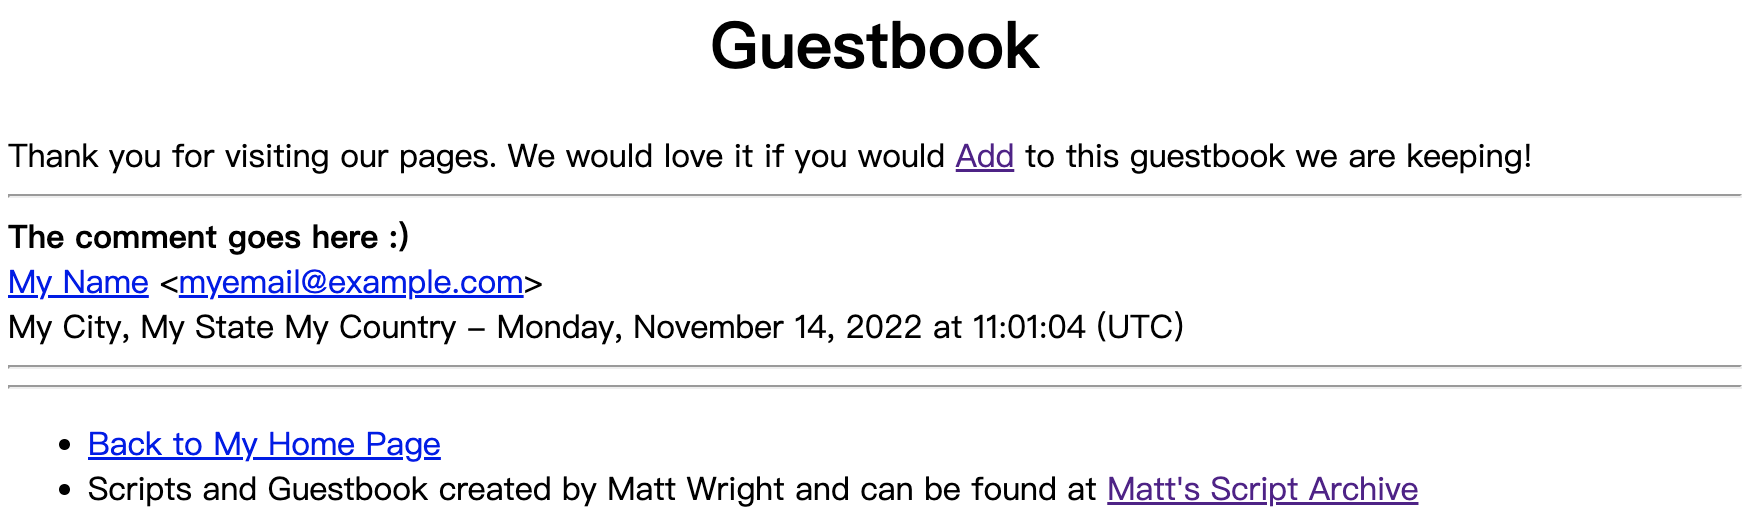 Guestbook
Thank you for visiting our pages. We would love it if you would Add to this guestbook we are keeping!
The comment goes here :)
My Name <myemail@example.com>
My City, My State My Country – Monday, November 14, 2022 at 11:01:04 (UTC)
• Back to My Home Page
• Scripts and Guestbook created by Matt Wright and can be found at Matt's Script Archive